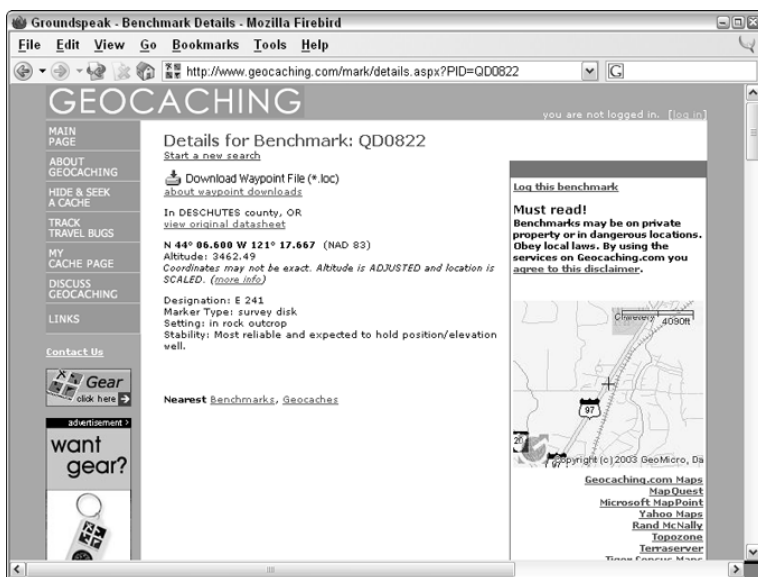 Groundspeak - Benchmark Details - Mozilla Firebird
File Edit View Go Bookmarks Tools Help
http://www.geocaching.com/mark/details.aspx?PID=QD0822
G
GEOCACHING
you are not logged in. [log in]
MAIN
PAGE
ABOUT
GEOCACHING
HIDE & SEEK
A CACHE
TRACK
TRAVEL BUGS
MY
CACHE PAGE
DISCUSS
GEOCACHING
LINKS
Contact Us
Gear
click here
advertisement >
want
gear?
Details for Benchmark: QD0822
Start a new search
Download Waypoint File (*.loc)
about waypoint downloads
In DESCHUTES county, OR
view original datasheet
N 44° 06.600 W 121° 17.667 (NAD 83)
Altitude: 3462.49
Coordinates may not be exact. Altitude is ADJUSTED and location is
SCALED. (more info)
Designation: E 241
Marker Type: survey disk
Setting: in rock outcrop
Stability: Most reliable and expected to hold position/elevation
well.
Nearest Benchmarks, Geocaches
Log this benchmark
Must read!
Benchmarks may be on private
property or in dangerous locations.
Obey local laws. By using the
services on Geocaching.com you
agree to this disclaimer.
4090ft
97
20
97
Copyright (c) 2003 GeoMicro, Da
Geocaching.com Maps
MapQuest
Microsoft MapPoint
Yahoo Maps
Rand McNally
Topozone
Terraserver
Tiger Census Maps